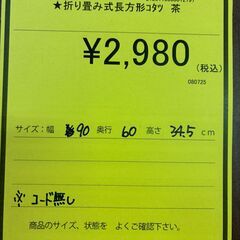 ★折り畳み式長方形コタツ 茶
¥2,980
(税込)
080725
サイズ: 幅 90 奥行 60 高さ 34.5 cm
※ コード無し
商品のサイズ、状態を よくご確認下さい。